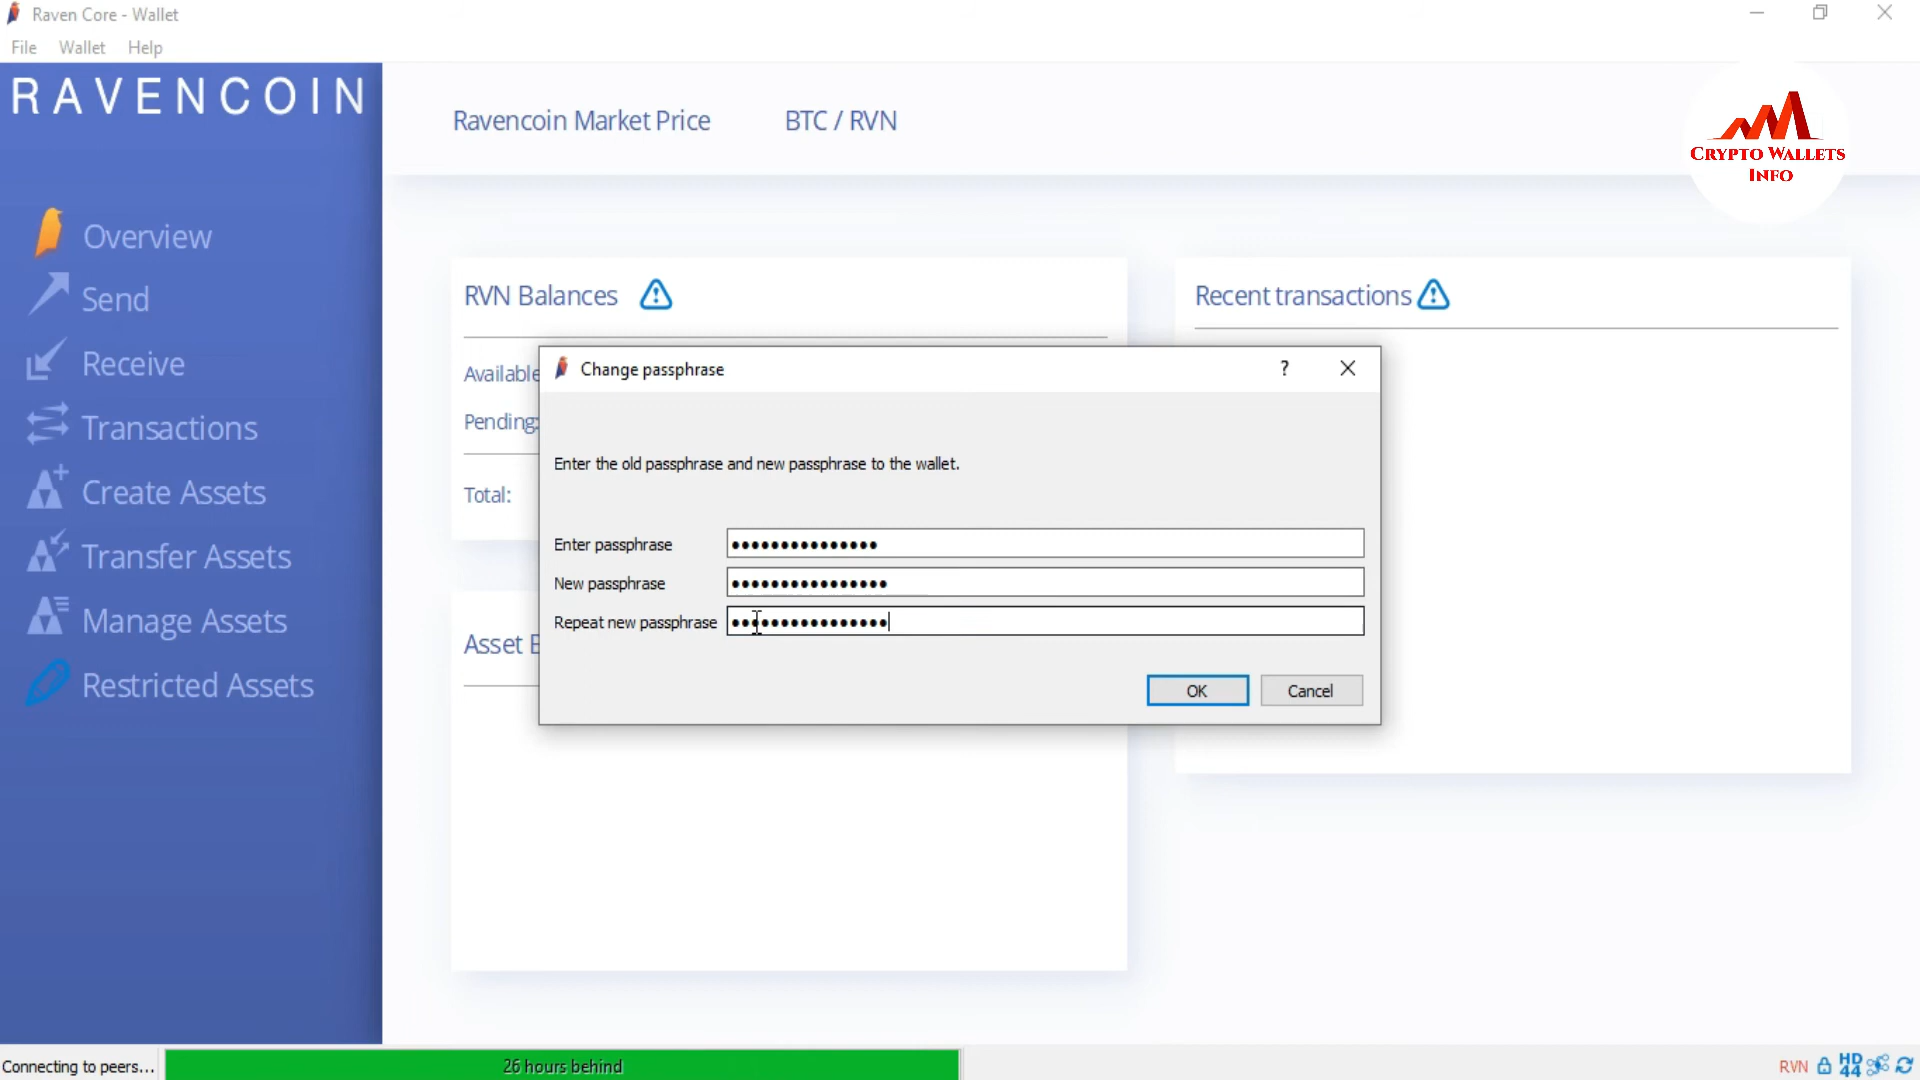 Raven Core - Wallet
File Wallet Help
RAVENCOIN
Ravencoin Market Price BTC / RVN
CRYPTO WALLETS
INFO
Overview
Send
Receive
Transactions
Create Assets
Transfer Assets
Manage Assets
Restricted Assets
RVN Balances
Recent transactions
Available
Pending:
Total:
Asset B
Change passphrase
?
Enter the old passphrase and new passphrase to the wallet.
Enter passphrase
New passphrase
Repeat new passphrase
OK Cancel
Connecting to peers... 26 hours behind
RVN HD 44